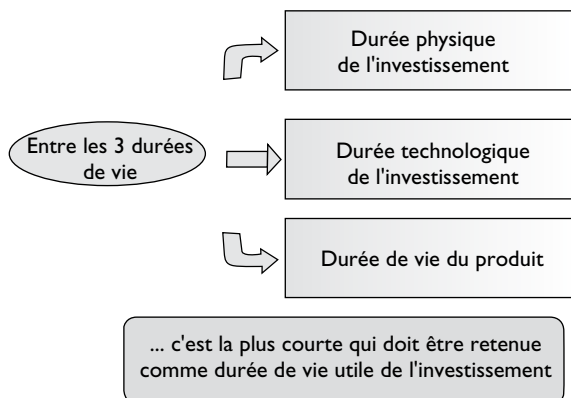 Durée physique
de l'investissement
Entre les 3 durées
de vie
Durée technologique
de l'investissement
Durée de vie du produit
... c'est la plus courte qui doit être retenue
comme durée de vie utile de l'investissement